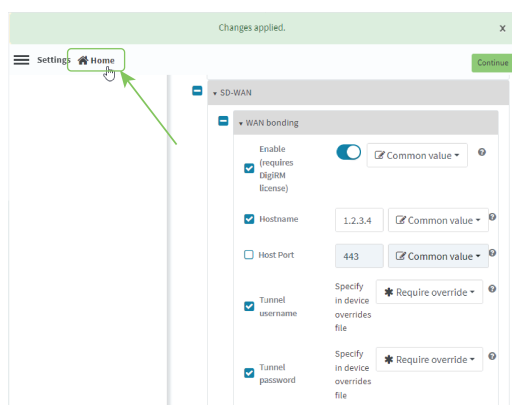 Changes applied.
x
Settings Home
Continue
▾ SD-WAN
▾ WAN bonding
Enable
(requires
DigiRM
license)
Common value
Hostname
1.2.3.4
Common value
Host Port
443
Common value
Tunnel
username
Specify
in device
overrides
file
Require override
Tunnel
password
Specify
in device
overrides
file
Require override